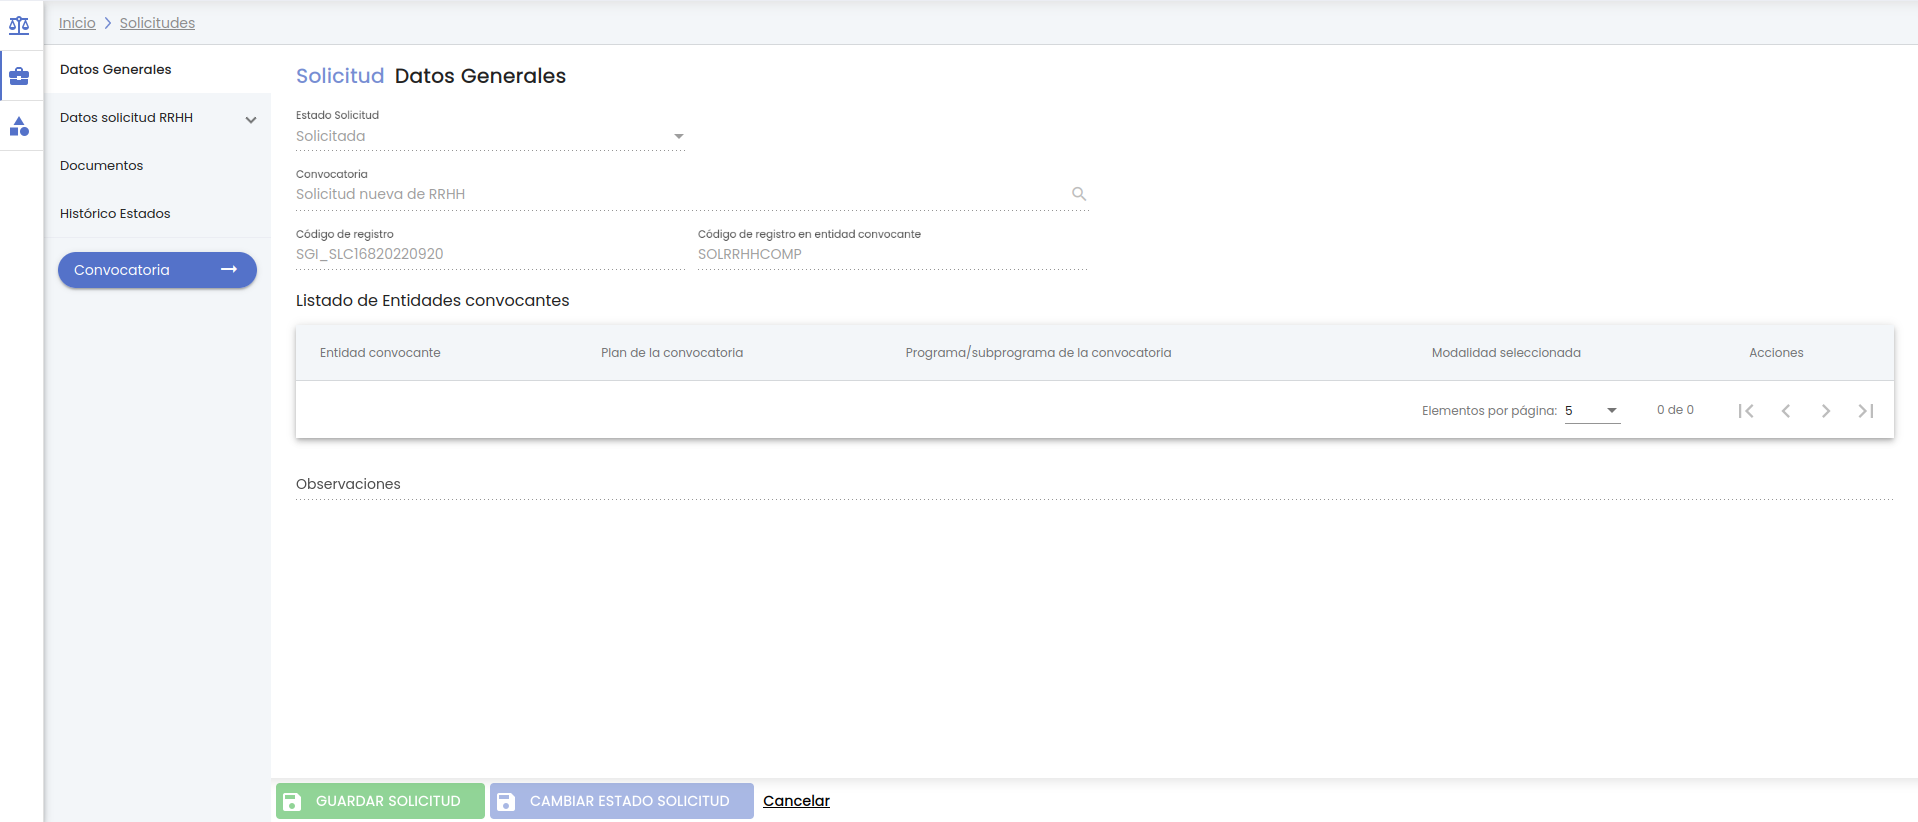 Inicio > Solicitudes
Datos Generales
Datos solicitud RRHH
Documentos
Histórico Estados
Convocatoria
Solicitud Datos Generales
Estado Solicitud
Solicitada
Convocatoria
Solicitud nueva de RRHH
Código de registro
SGI_SLC16820220920
Código de registro en entidad convocante
SOLRRHHCOMP
Listado de Entidades convocantes
Entidad convocante Plan de la convocatoria Programa/subprograma de la convocatoria Modalidad seleccionada Acciones
Elementos por página: 5 0 de 0
Observaciones
GUARDAR SOLICITUD CAMBIAR ESTADO SOLICITUD Cancelar